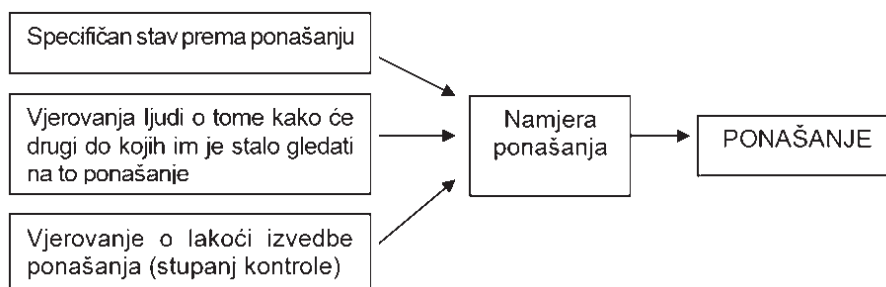 Specifičan stav prema ponašanju
Vjerovanja ljudi o tome kako će
drugi do kojih im je stalo gledati
na to ponašanje
Vjerovanje o lakoći izvedbe
ponašanja (stupanj kontrole)
Namjera
ponašanja
PONAŠANJE